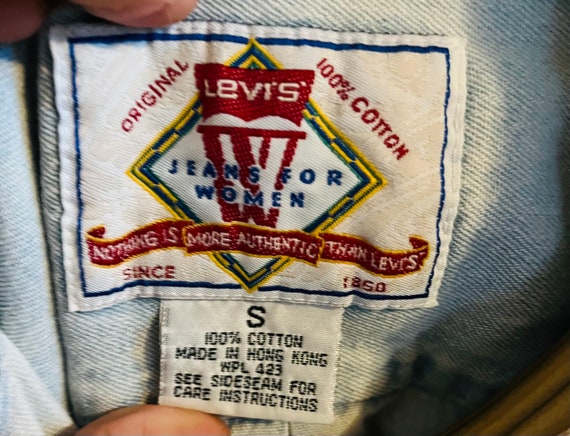 ORIGINAL
LEVI'S
100% COTTON
JEANS FOR
WOMEN
NOTHING IS MORE AUTHENTIC THAN LEVI'S
SINCE 1850
S
100% COTTON
MADE IN HONG KONG
WPL 423
SEE SIDESEAM FOR
CARE INSTRUCTIONS